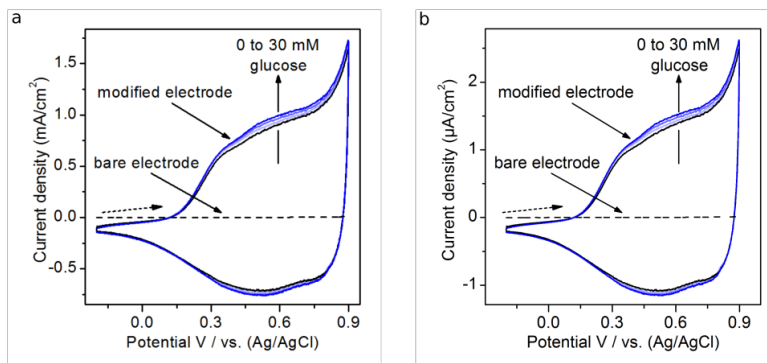 a
0 to 30 mM
glucose
modified electrode
bare electrode
Current density (mA/cm²)
1.5
1.0
0.5
0.0
-0.5
0.0
0.3
0.6
0.9
Potential V / vs. (Ag/AgCl)
b
0 to 30 mM
glucose
modified electrode
bare electrode
Current density (µA/cm²)
2
1
0
-1
0.0
0.3
0.6
0.9
Potential V / vs. (Ag/AgCl)